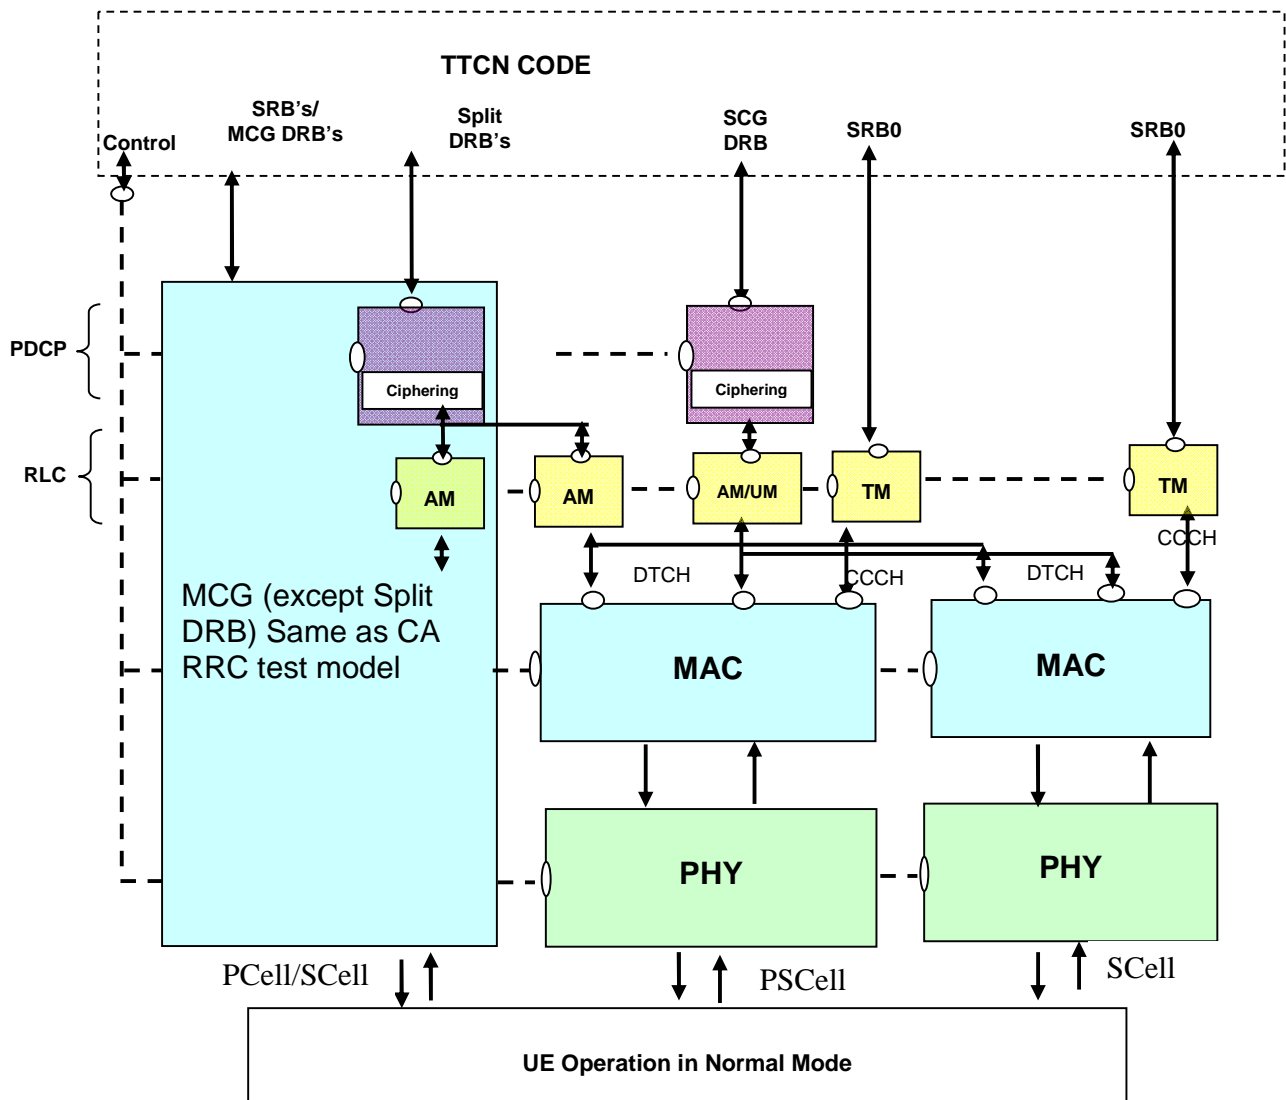 TTCN CODE
Control
SRB's/
MCG DRB's
Split
DRB's
SCG
DRB
SRB0
SRB0
PDCP
Ciphering
Ciphering
RLC
AM
AM
AM/UM
TM
TM
DTCH
CCCH
DTCH
CCCH
MCG (except Split
DRB) Same as CA
RRC test model
MAC
MAC
PHY
PHY
PCell/SCell
PSCell
SCell
UE Operation in Normal Mode